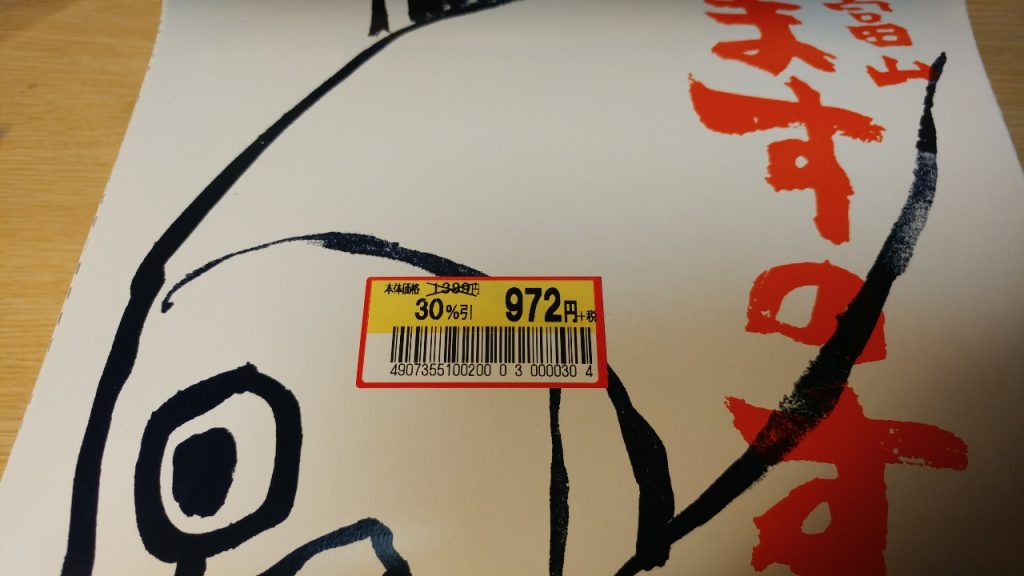 富山
ますのす
本体価格 1389円
30%引 972円+税
4907355100200 0 3 000030 4